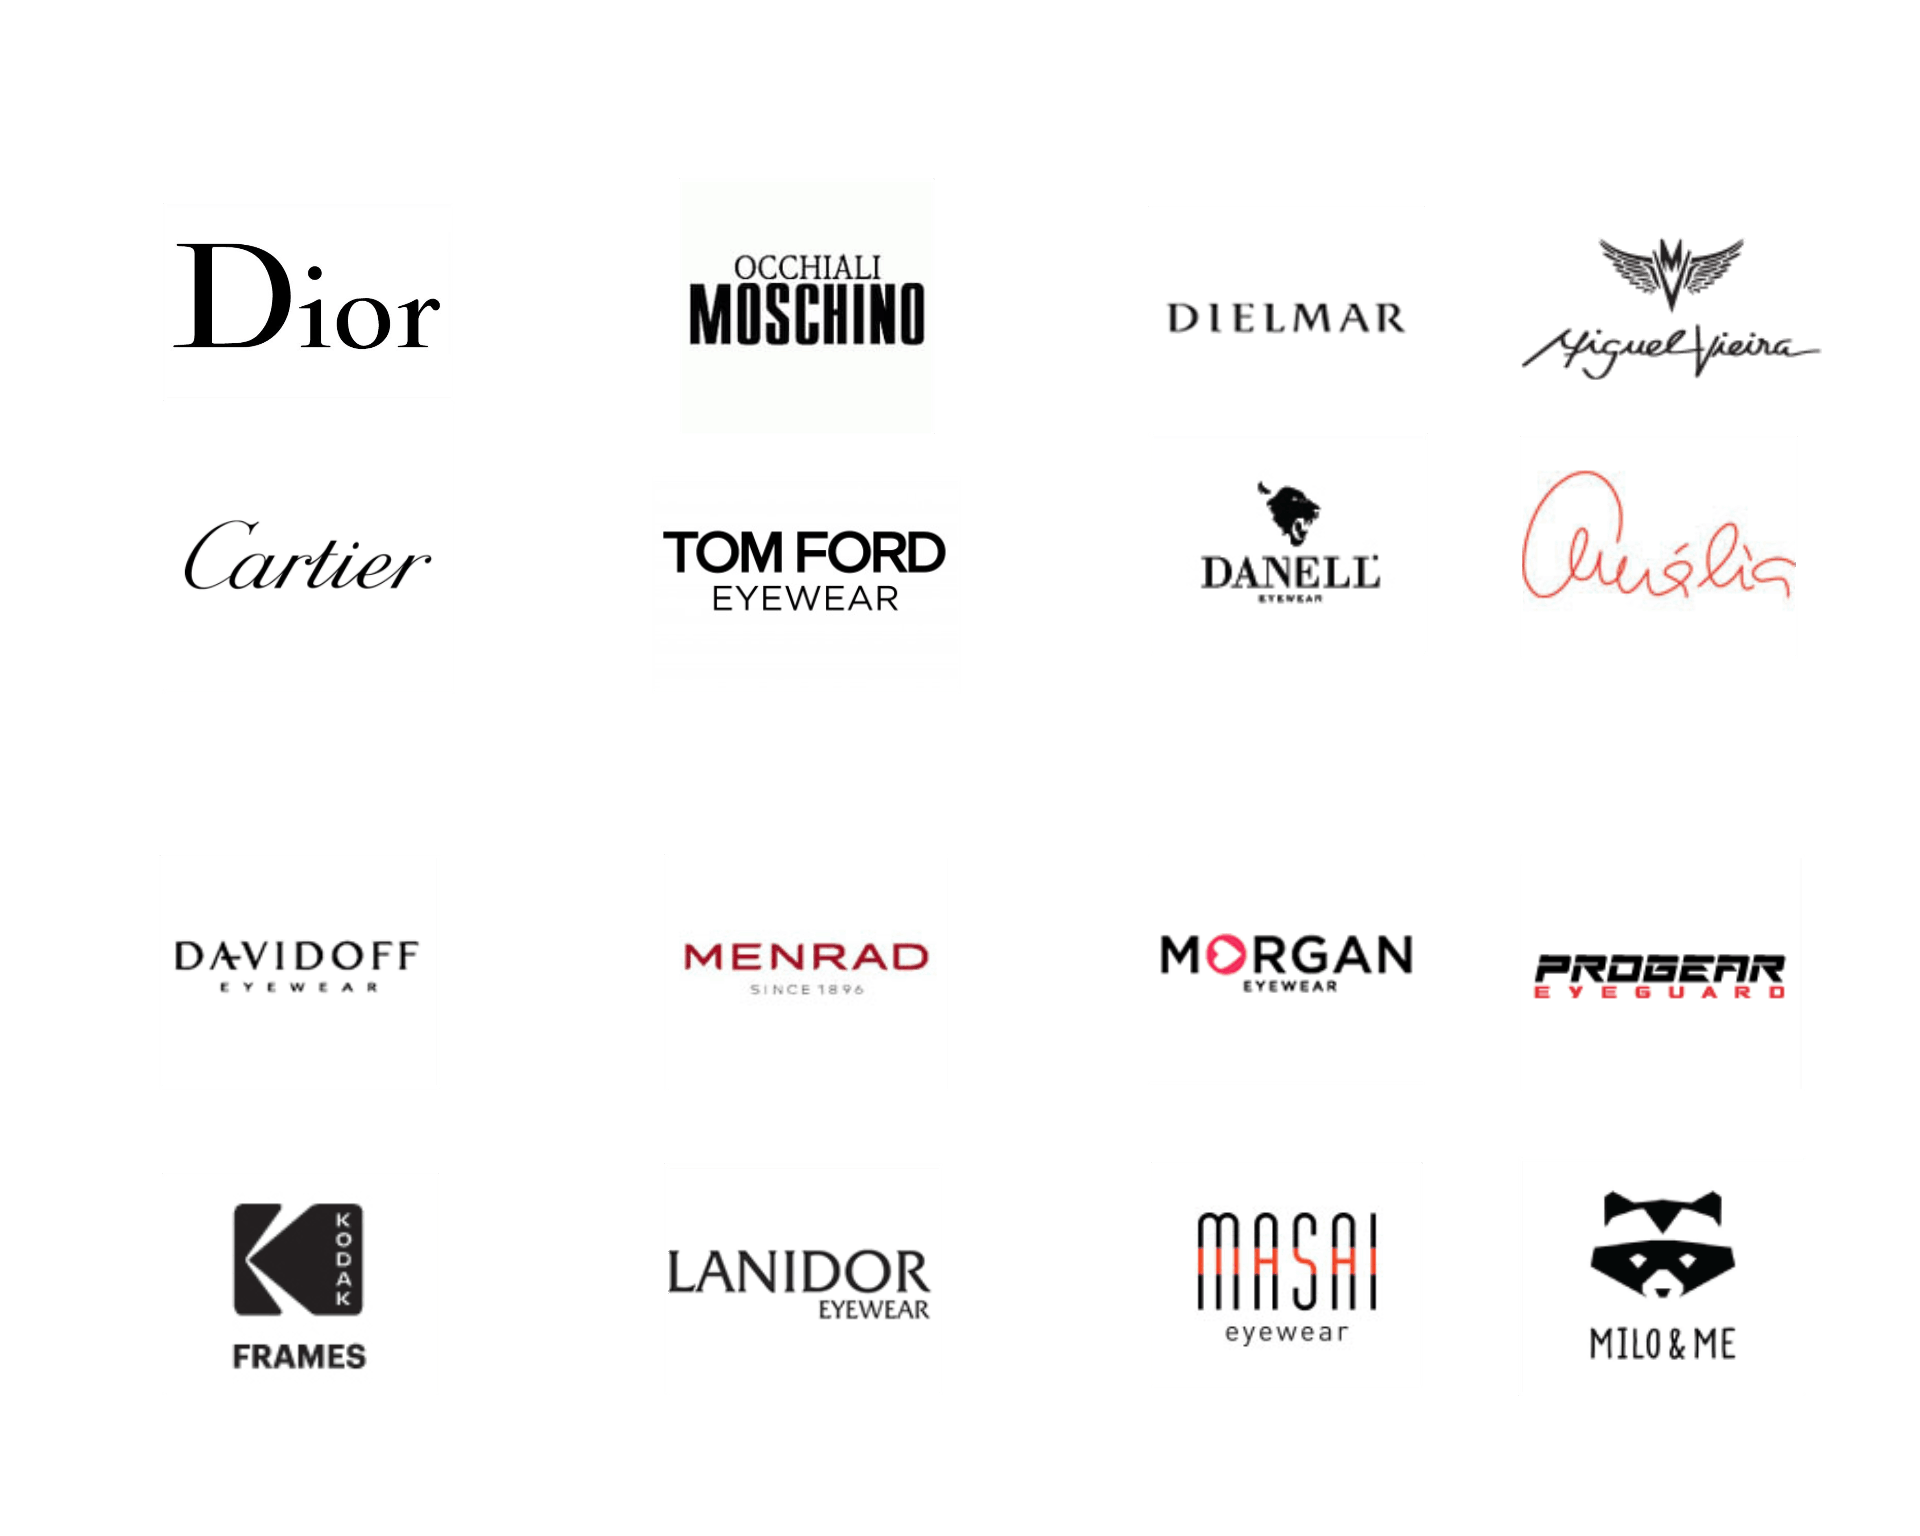 Dior
OCCHIALI
MOSCHINO
DIELMAR
M
Miguel Vieira
Cartier
TOM FORD
EYEWEAR
DANELL
EYEWEAR
Amélia
DAVIDOFF
EYEWEAR
MENRAD
SINCE 1896
MORGAN
EYEWEAR
PROGEAR
EYEGUARD
KODAK
FRAMES
LANIDOR
EYEWEAR
MASAI
eyewear
MILO & ME